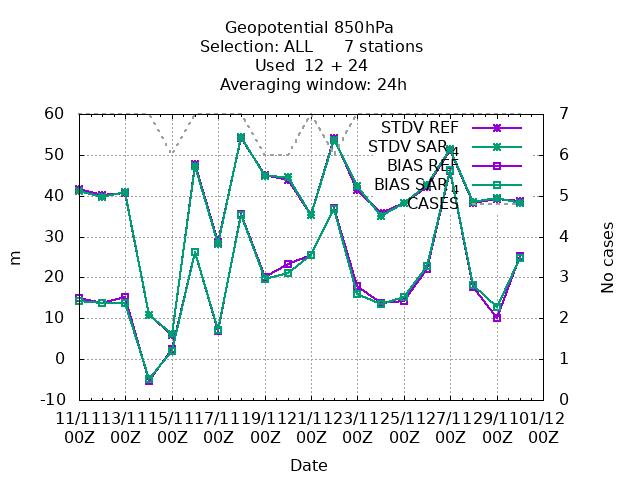 Geopotential 850hPa
Selection: ALL 7 stations
Used 12 + 24
Averaging window: 24h
60
50
40
30
20
10
0
-10
m
7
6
5
4
3
2
1
0
No cases
STDV REF
STDV SAR_4
BIAS REF
BIAS SAR_4
CASES
11/11 13/11 15/11 17/11 19/11 21/11 23/11 25/11 27/11 29/11 01/12
00Z 00Z 00Z 00Z 00Z 00Z 00Z 00Z 00Z 00Z 00Z
Date